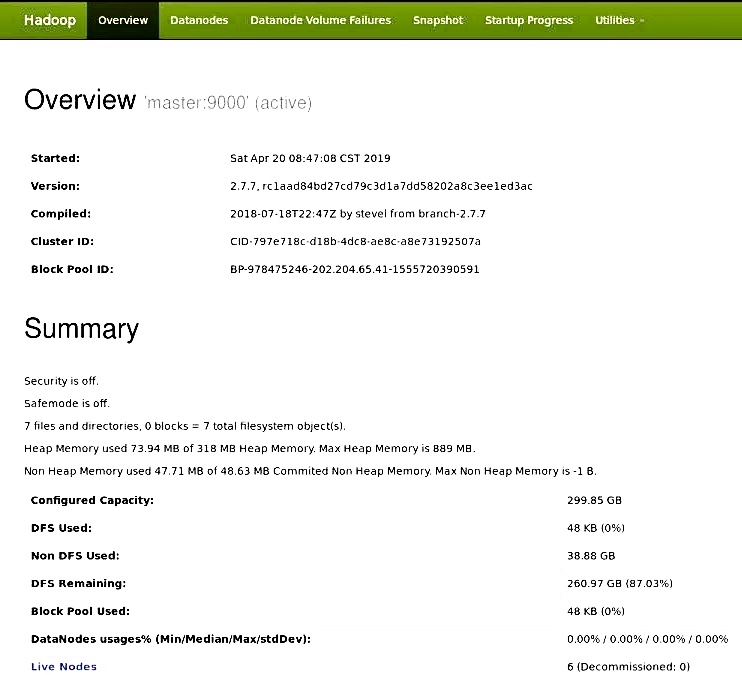 Hadoop Overview Datanodes Datanode Volume Failures Snapshot Startup Progress Utilities
Overview 'master:9000' (active)
Started: Sat Apr 20 08:47:08 CST 2019
Version: 2.7.7, rc1aad84bd27cd79c3d1a7dd58202a8c3ee1ed3ac
Compiled: 2018-07-18T22:47Z by stevel from branch-2.7.7
Cluster ID: CID-797e718c-d18b-4dc8-ae8c-a8e73192507a
Block Pool ID: BP-978475246-202.204.65.41-1555720390591
Summary
Security is off.
Safemode is off.
7 files and directories, 0 blocks = 7 total filesystem object(s).
Heap Memory used 73.94 MB of 318 MB Heap Memory. Max Heap Memory is 889 MB.
Non Heap Memory used 47.71 MB of 48.63 MB Commited Non Heap Memory. Max Non Heap Memory is -1 B.
Configured Capacity: 299.85 GB
DFS Used: 48 KB (0%)
Non DFS Used: 38.88 GB
DFS Remaining: 260.97 GB (87.03%)
Block Pool Used: 48 KB (0%)
DataNodes usages% (Min/Median/Max/stdDev): 0.00% / 0.00% / 0.00% / 0.00%
Live Nodes 6 (Decommissioned: 0)